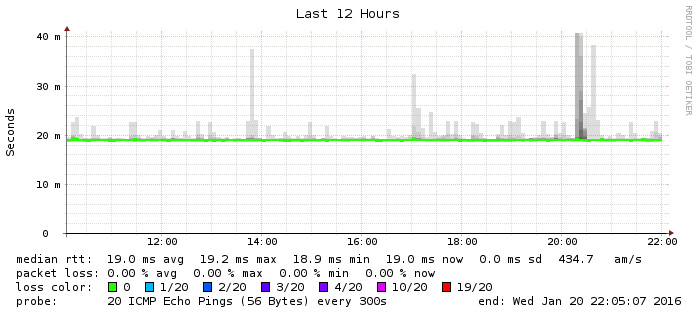 Last 12 Hours
RRDTOOL / TOBI OETIKER
Seconds
40 m
30 m
20 m
10 m
0
12:00 14:00 16:00 18:00 20:00 22:00
median rtt: 19.0 ms avg 19.2 ms max 18.9 ms min 19.0 ms now 0.0 ms sd 434.7 am/s
packet loss: 0.00 % avg 0.00 % max 0.00 % min 0.00 % now
loss color: 0 1/20 2/20 3/20 4/20 10/20 19/20
probe: 20 ICMP Echo Pings (56 Bytes) every 300s end: Wed Jan 20 22:05:07 2016